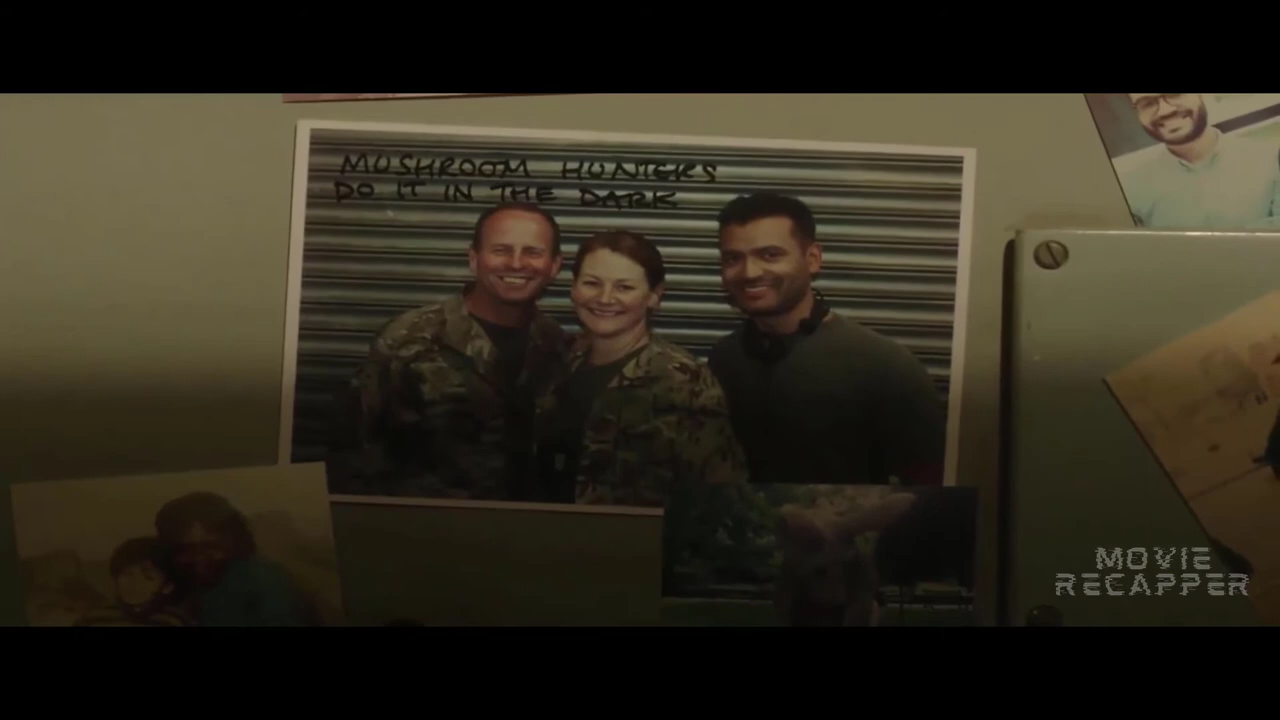 MUSHROOM HUNTERS
DO IT IN THE DARK
MOVIE
RECAPPER